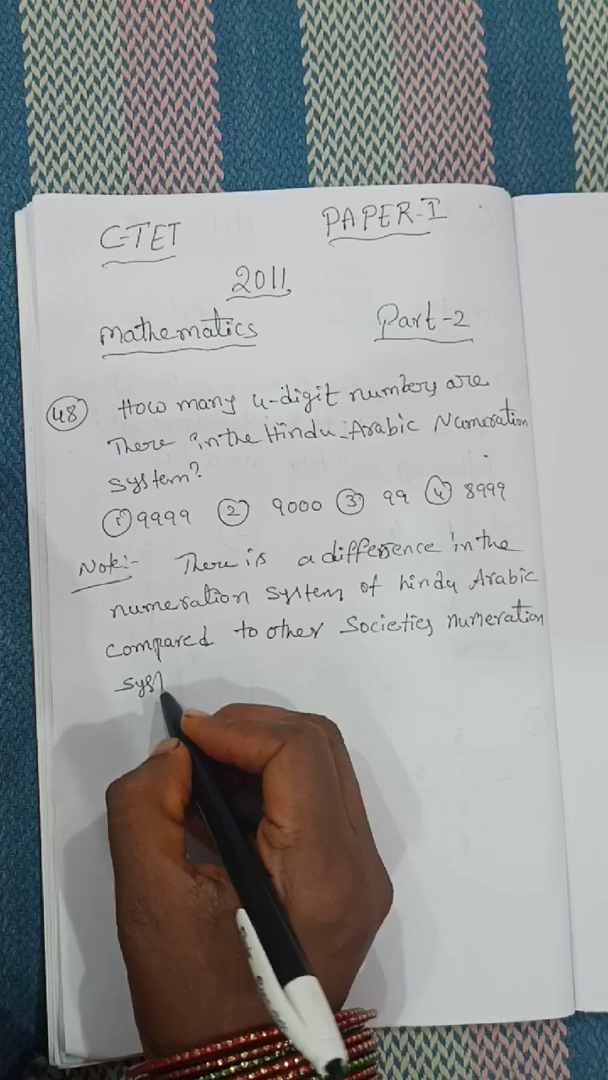 C-TET PAPER-I
2011
Mathematics Part-2
48 How many 4-digit numbers are
There in the Hindu-Arabic Numeration
system?
1 9999 2 9000 3 99 4 8999
Note:- There is a difference in the
numeration system of hindu Arabic
compared to other Societies numeration
syst